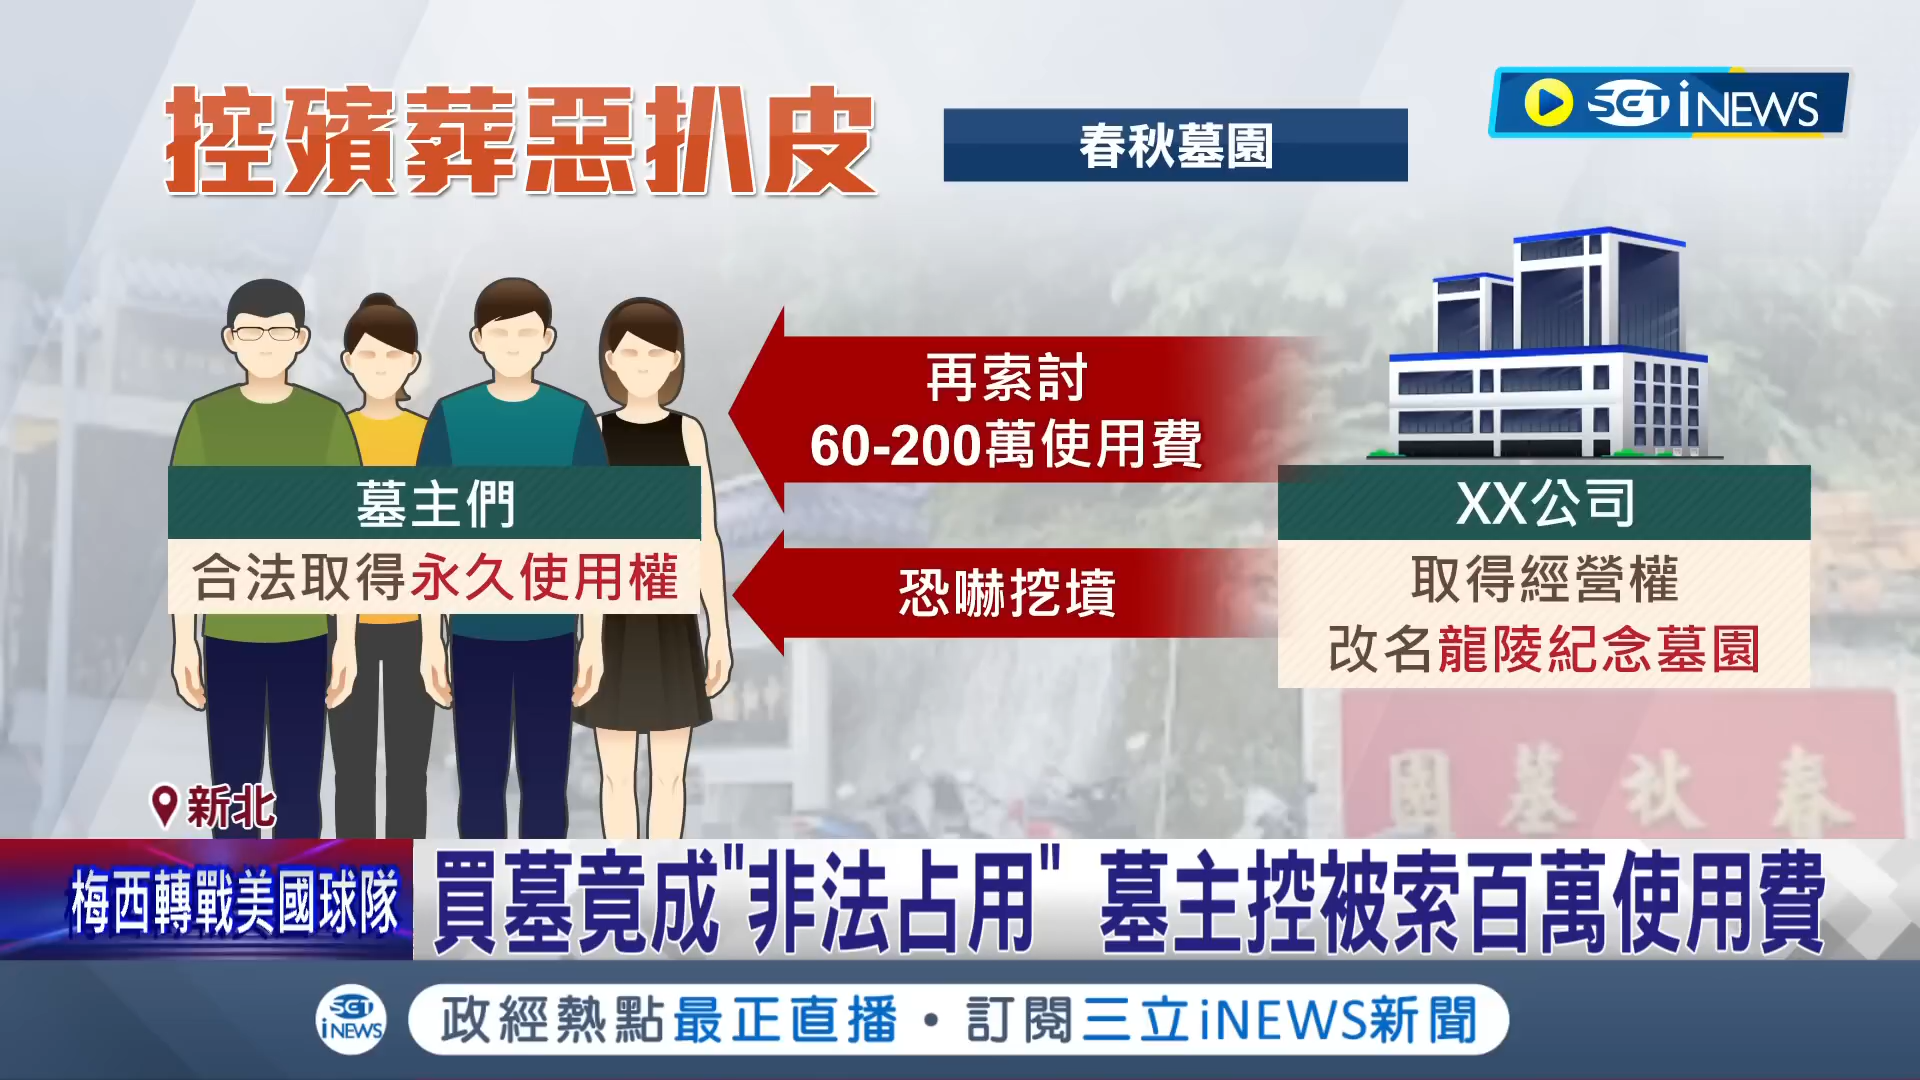 控殯葬惡扒皮
春秋墓園
SET iNEWS
再索討
60-200萬使用費
恐嚇挖墳
墓主們
合法取得永久使用權
XX公司
取得經營權
改名龍陵紀念墓園
園墓秋春
新北
梅西轉戰美國球隊
買墓竟成"非法占用" 墓主控被索百萬使用費
SET iNEWS
政經熱點最正直播・訂閱三立iNEWS新聞